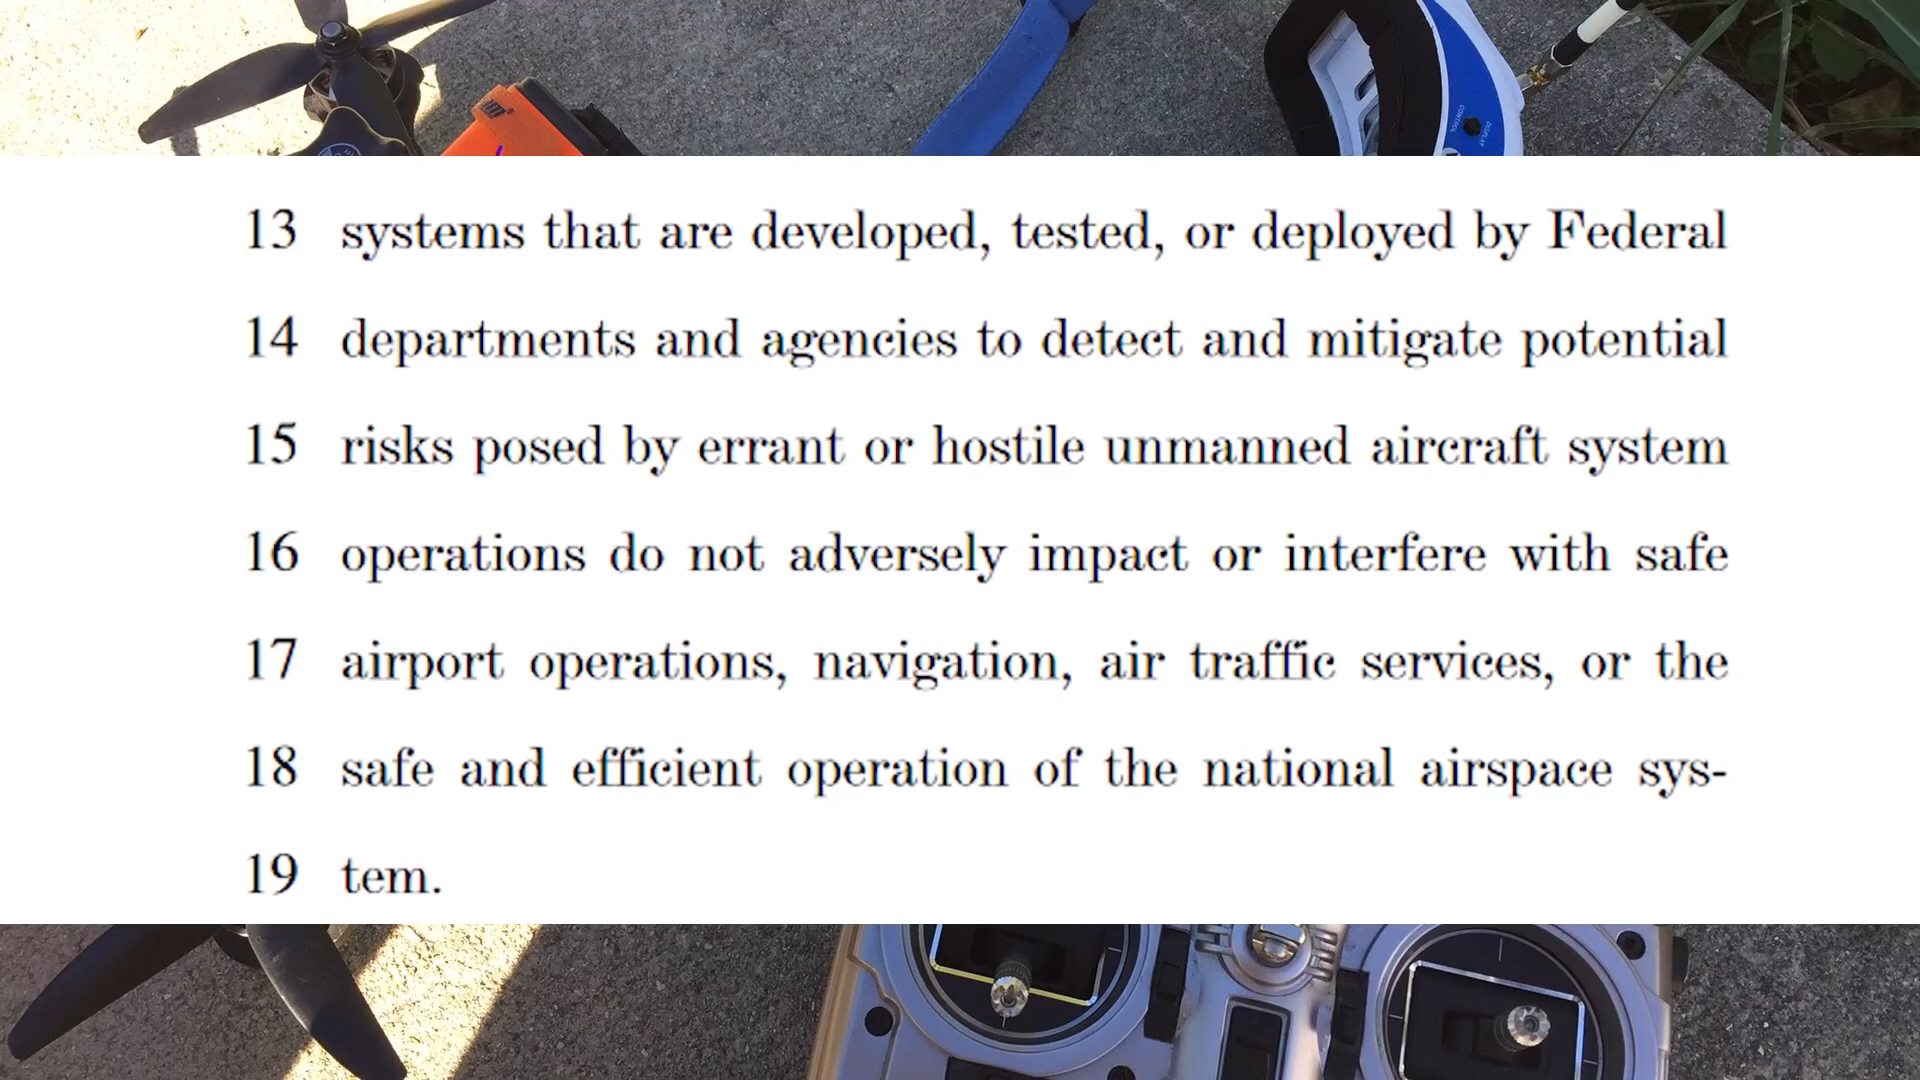 13 systems that are developed, tested, or deployed by Federal
14 departments and agencies to detect and mitigate potential
15 risks posed by errant or hostile unmanned aircraft system
16 operations do not adversely impact or interfere with safe
17 airport operations, navigation, air traffic services, or the
18 safe and efficient operation of the national airspace sys-
19 tem.
DISPLAY
CONTROL